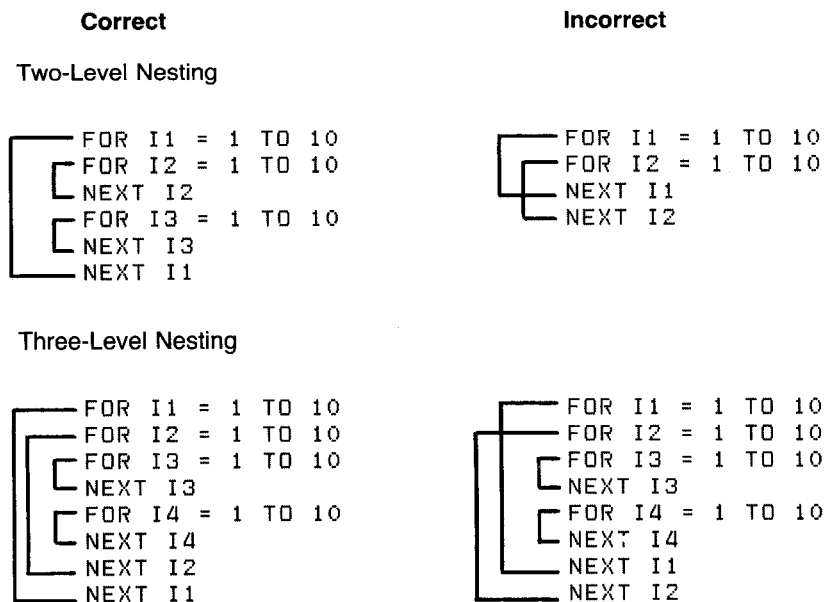 Correct
Incorrect
Two-Level Nesting
FOR I1 = 1 TO 10
FOR I2 = 1 TO 10
NEXT I2
FOR I3 = 1 TO 10
NEXT I3
NEXT I1
FOR I1 = 1 TO 10
FOR I2 = 1 TO 10
NEXT I1
NEXT I2
Three-Level Nesting
FOR I1 = 1 TO 10
FOR I2 = 1 TO 10
FOR I3 = 1 TO 10
NEXT I3
FOR I4 = 1 TO 10
NEXT I4
NEXT I2
NEXT I1
FOR I1 = 1 TO 10
FOR I2 = 1 TO 10
FOR I3 = 1 TO 10
NEXT I3
FOR I4 = 1 TO 10
NEXT I4
NEXT I1
NEXT I2